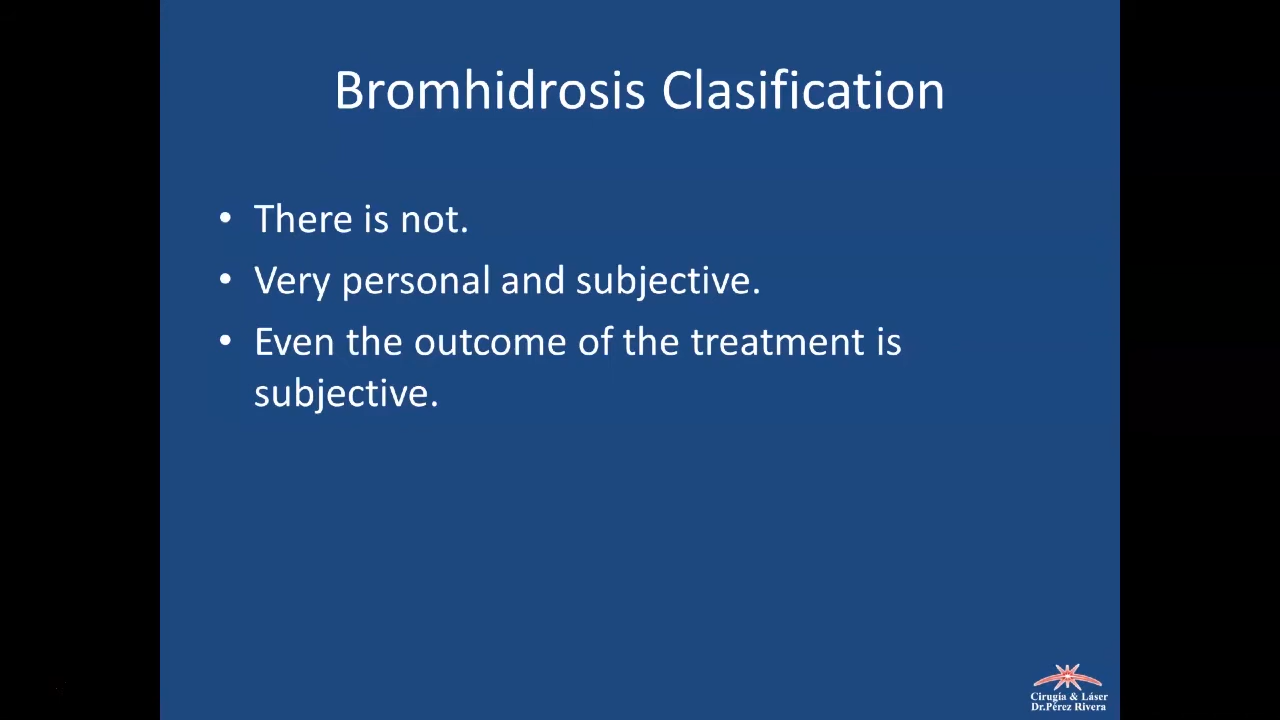 Bromhidrosis Clasification
• There is not.
• Very personal and subjective.
• Even the outcome of the treatment is
subjective.
Cirugía & Láser
Dr.Pérez Rivera